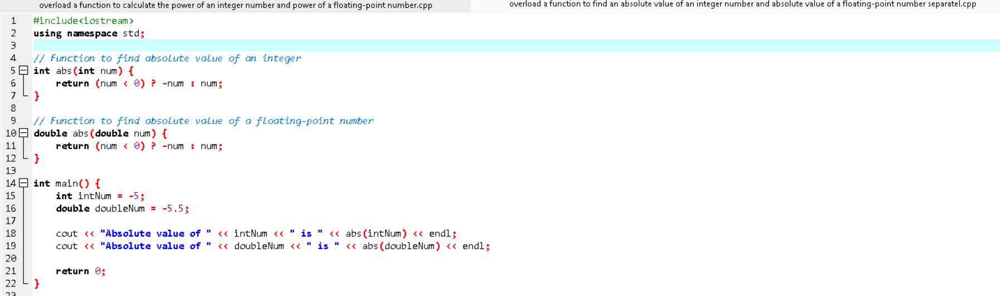 overload a function to calculate the power of an integer number and power of a floating-point number.cpp
overload a function to find an absolute value of an integer number and absolute value of a floating-point number separatel.cpp
1 #include<iostream>
2 using namespace std;
3
4 // Function to find absolute value of an integer
5 int abs(int num) {
6 return (num < 0) ? -num : num;
7 }
8
9 // Function to find absolute value of a floating-point number
10 double abs(double num) {
11 return (num < 0) ? -num : num;
12 }
13
14 int main() {
15 int intNum = -5;
16 double doubleNum = -5.5;
17
18 cout << "Absolute value of " << intNum << " is " << abs(intNum) << endl;
19 cout << "Absolute value of " << doubleNum << " is " << abs(doubleNum) << endl;
20
21 return 0;
22 }
23